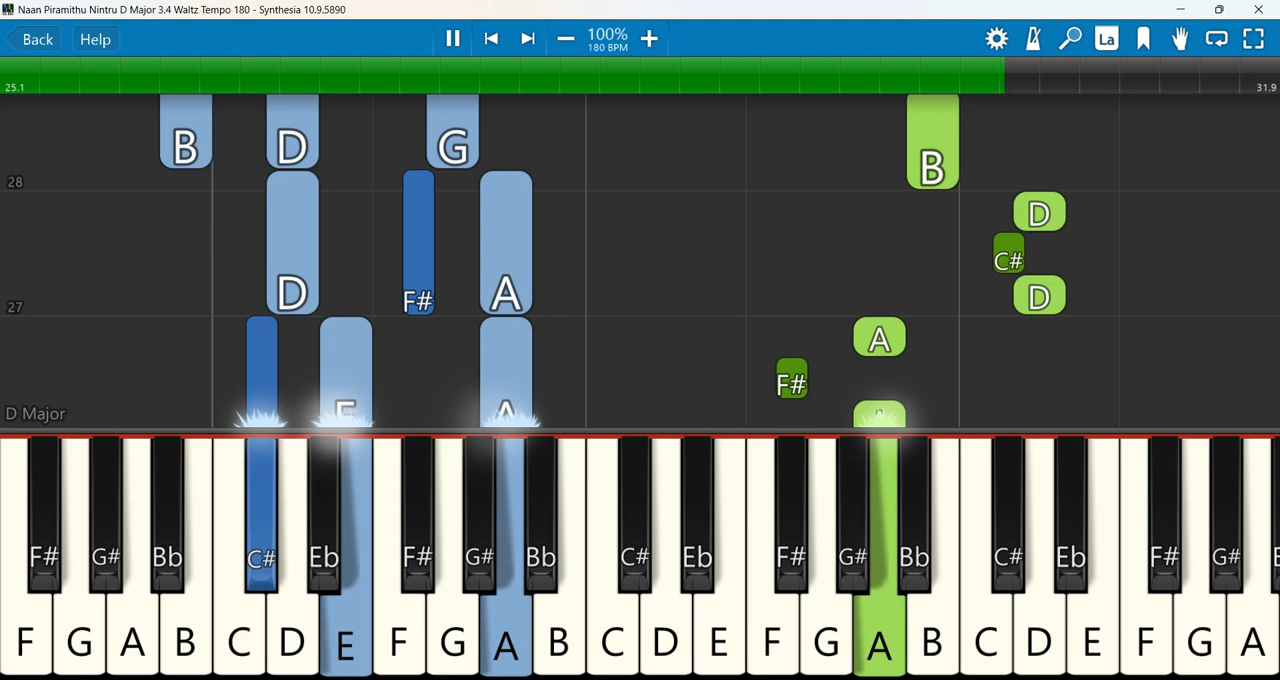 Naan Piramithu Nintru D Major 3.4 Waltz Tempo 180 - Synthesia 10.9.5890
Back Help 100% La
180 BPM
25.1 31.9
B D G B
28
D C# D
D F# A D
27
A
F#
E A
D Major
F# G# Bb C# Eb F# G# Bb C# Eb F# G# Bb C# Eb F# G#
F G A B C D E F G A B C D E F G A B C D E F G A